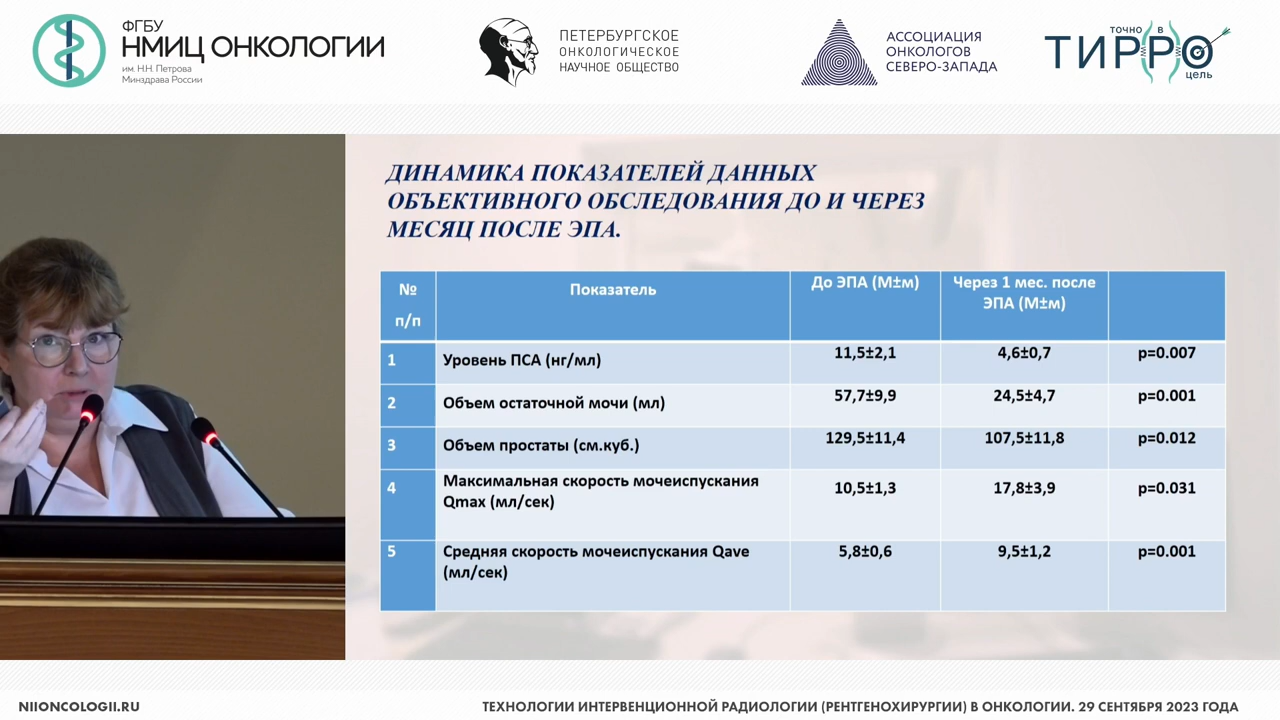 ФГБУ
НМИЦ ОНКОЛОГИИ
им. Н.Н. Петрова
Минздрава России
ПЕТЕРБУРГСКОЕ
ОНКОЛОГИЧЕСКОЕ
НАУЧНОЕ ОБЩЕСТВО
АССОЦИАЦИЯ
ОНКОЛОГОВ
СЕВЕРО-ЗАПАДА
точно в
ТИРРО
цель
ДИНАМИКА ПОКАЗАТЕЛЕЙ ДАННЫХ
ОБЪЕКТИВНОГО ОБСЛЕДОВАНИЯ ДО И ЧЕРЕЗ
МЕСЯЦ ПОСЛЕ ЭПА.
№ п/п Показатель До ЭПА (М±м) Через 1 мес. после ЭПА (М±м)
1 Уровень ПСА (нг/мл) 11,5±2,1 4,6±0,7 р=0.007
2 Объем остаточной мочи (мл) 57,7±9,9 24,5±4,7 р=0.001
3 Объем простаты (см.куб.) 129,5±11,4 107,5±11,8 р=0.012
4 Максимальная скорость мочеиспускания
Qmax (мл/сек) 10,5±1,3 17,8±3,9 р=0.031
5 Средняя скорость мочеиспускания Qave
(мл/сек) 5,8±0,6 9,5±1,2 р=0.001
NIIONCOLOGII.RU
ТЕХНОЛОГИИ ИНТЕРВЕНЦИОННОЙ РАДИОЛОГИИ (РЕНТГЕНОХИРУРГИИ) В ОНКОЛОГИИ. 29 СЕНТЯБРЯ 2023 ГОДА